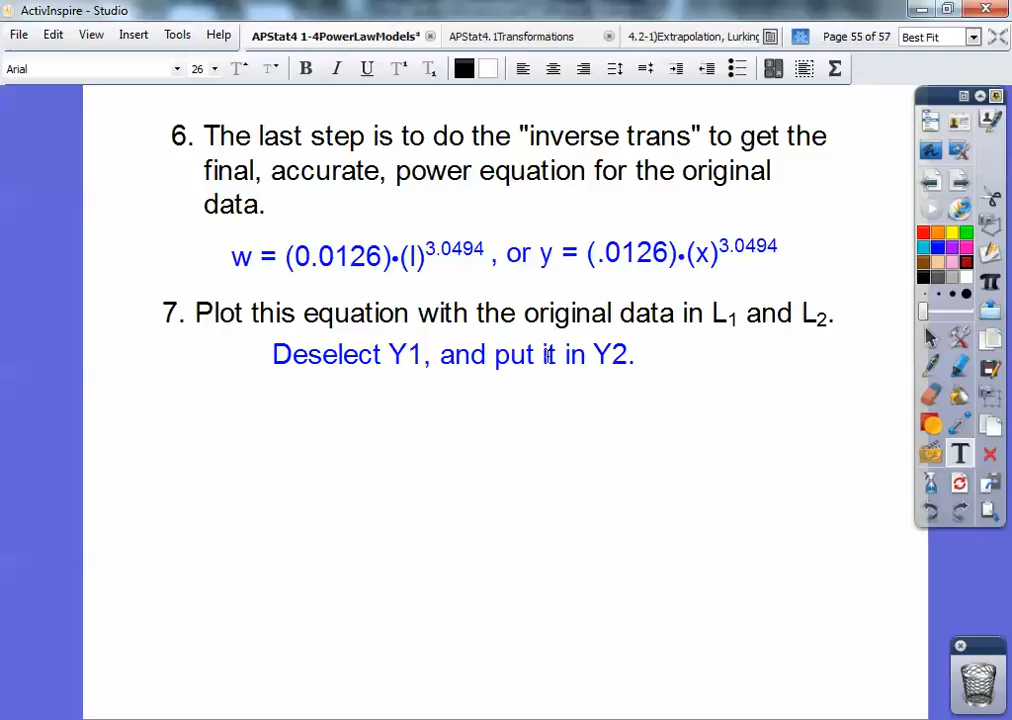 ActivInspire - Studio
File Edit View Insert Tools Help
APStat4 1-4PowerLawModels* APStat4.1Transformations 4.2-1)Extrapolation, Lurking Page 55 of 57 Best Fit
Arial 26 B I U T¹ T₁ Σ
6. The last step is to do the "inverse trans" to get the
final, accurate, power equation for the original
data.
w = (0.0126)•(l)^3.0494 , or y = (.0126)•(x)^3.0494
7. Plot this equation with the original data in L₁ and L₂.
Deselect Y1, and put it in Y2.